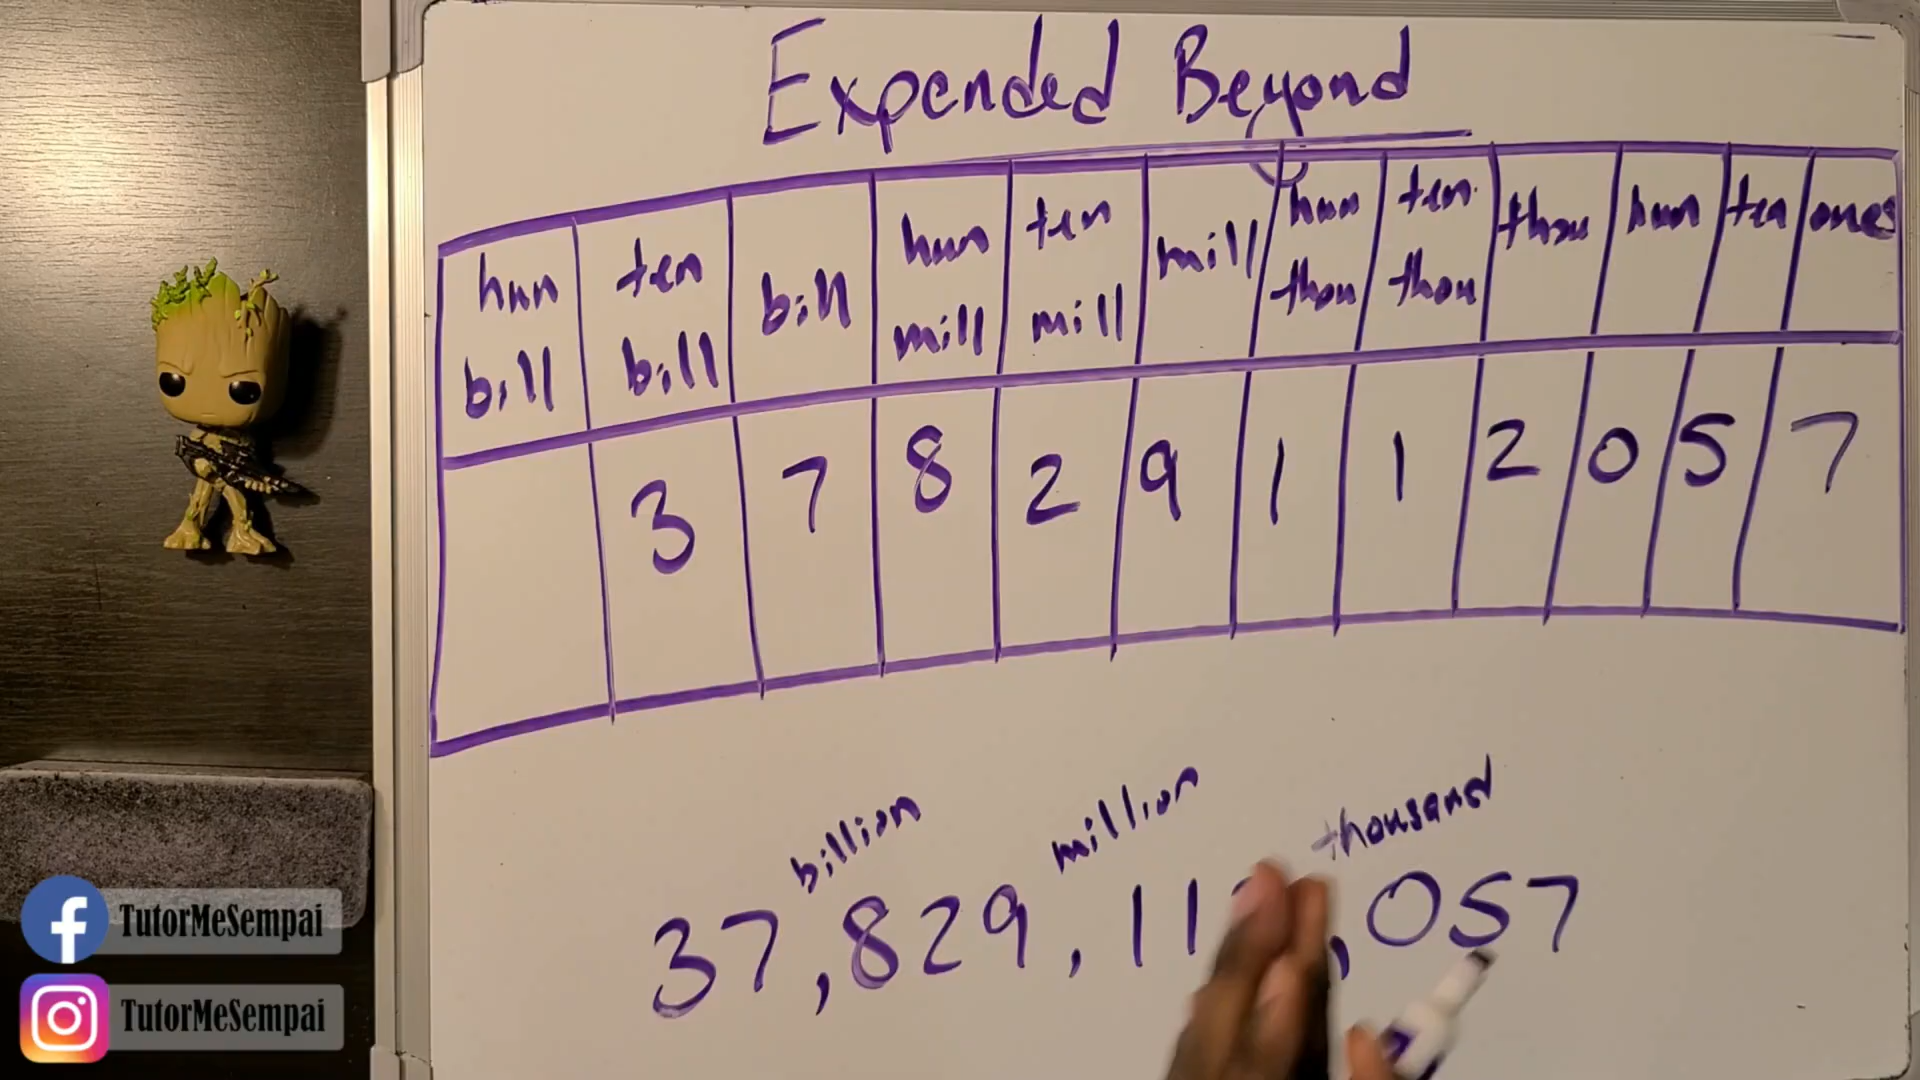 Expended Beyond
hun bill | ten bill | bill | hun mill | ten mill | mill | hun thou | ten thou | thou | hun | ten | ones
3 | 7 | 8 | 2 | 9 | 1 | 1 | 2 | 0 | 5 | 7
billion million thousand
37,829,11 ,057
TutorMeSempai
TutorMeSempai